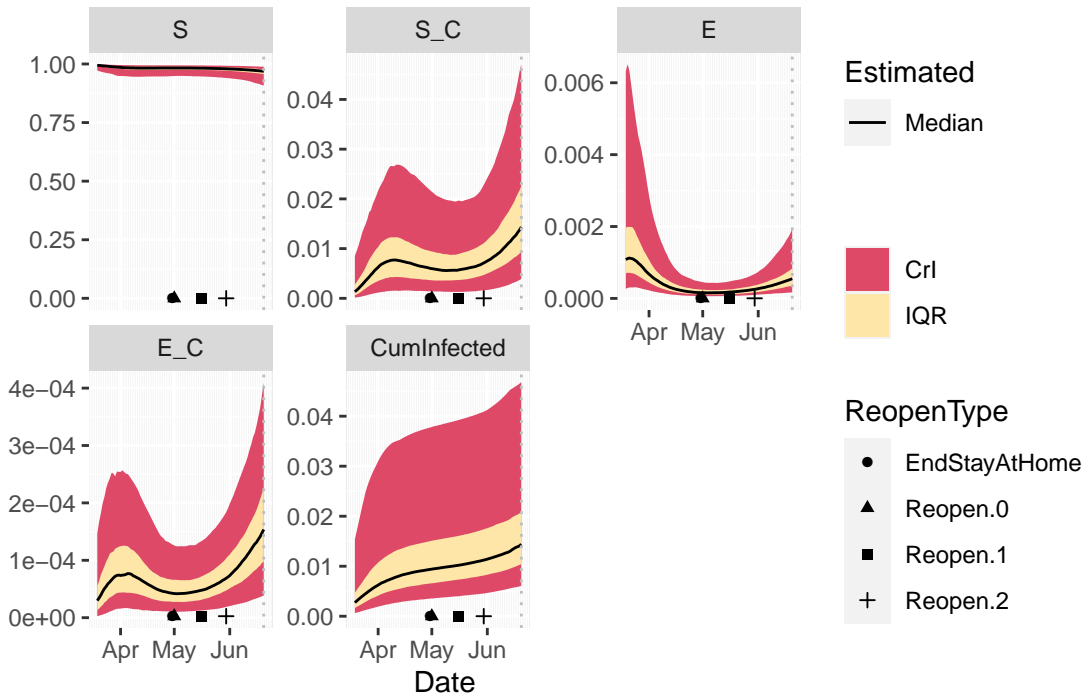 S
S_C
E
1.00
0.75
0.50
0.25
0.00
0.04
0.03
0.02
0.01
0.00
0.006
0.004
0.002
0.000
Apr May Jun
E_C
CumInfected
4e−04
3e−04
2e−04
1e−04
0e+00
0.04
0.03
0.02
0.01
0.00
Apr May Jun
Apr May Jun
Date
Estimated
Median
CrI
IQR
ReopenType
EndStayAtHome
Reopen.0
Reopen.1
Reopen.2